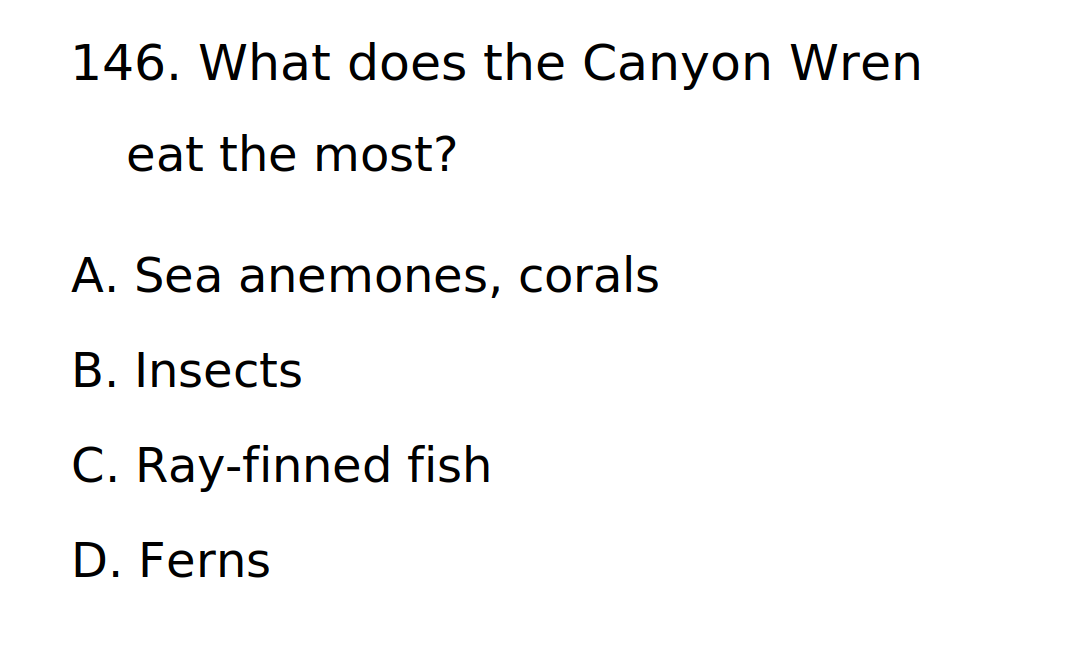 146. What does the Canyon Wren
eat the most?
A. Sea anemones, corals
B. Insects
C. Ray-finned fish
D. Ferns